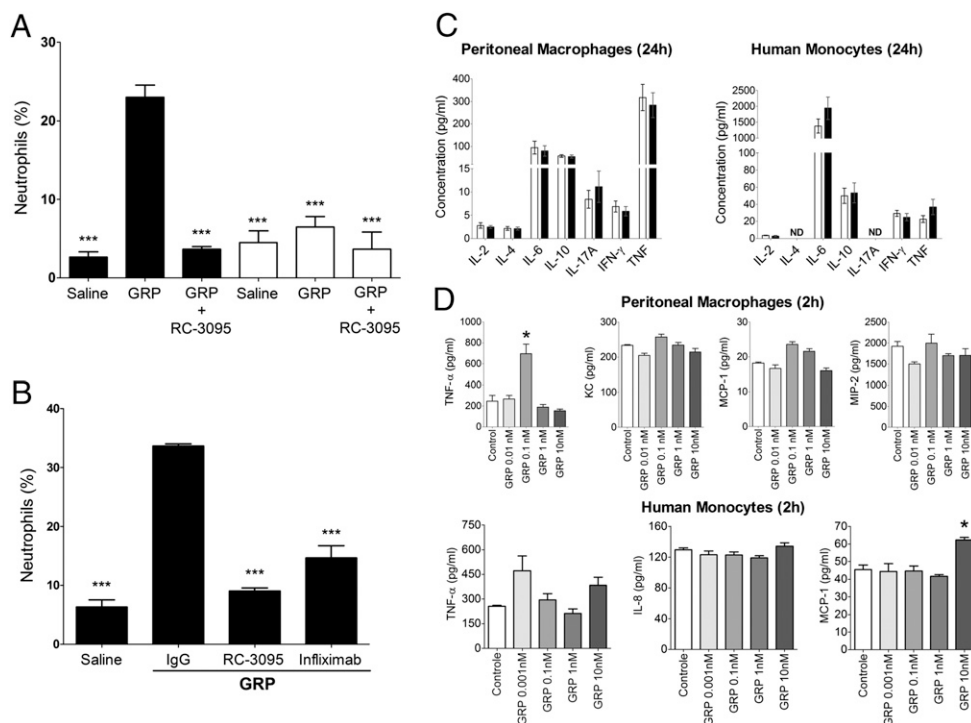 A
Neutrophils (%)
30
20
10
0
*** *** *** *** ***
Saline GRP GRP Saline GRP GRP
+ +
RC-3095 RC-3095
B
Neutrophils (%)
40
30
20
10
0
*** *** ***
Saline IgG RC-3095 Infliximab
GRP
C
Peritoneal Macrophages (24h)
Concentration (pg/ml)
400
300
200
100
15
10
5
0
IL-2 IL-4 IL-6 IL-10 IL-17A IFN-γ TNF
Human Monocytes (24h)
Concentration (pg/ml)
2500
2000
1500
1000
80
60
40
20
0
ND ND
IL-2 IL-4 IL-6 IL-10 IL-17A IFN-γ TNF
D
Peritoneal Macrophages (2h)
TNF-α (pg/ml)
1000
800
600
400
200
0
*
Control GRP 0.01 nM GRP 0.1 nM GRP 1 nM GRP 10nM
KC (pg/ml)
300
200
100
0
Control GRP 0.01 nM GRP 0.1 nM GRP 1 nM GRP 10nM
MCP-1 (pg/ml)
30
20
10
0
Control GRP 0.01 nM GRP 0.1 nM GRP 1 nM GRP 10nM
MIP-2 (pg/ml)
2500
2000
1500
1000
500
0
Control GRP 0.01 nM GRP 0.1 nM GRP 1 nM GRP 10nM
Human Monocytes (2h)
TNF-α (pg/ml)
750
600
450
300
150
0
Controle GRP 0.001nM GRP 0.1nM GRP 1nM GRP 10nM
IL-8 (pg/ml)
160
120
80
40
0
Controle GRP 0.001nM GRP 0.1nM GRP 1nM GRP 10nM
MCP-1 (pg/ml)
70
60
50
40
30
20
10
0
*
Controle GRP 0.001nM GRP 0.1nM GRP 1nM GRP 10nM